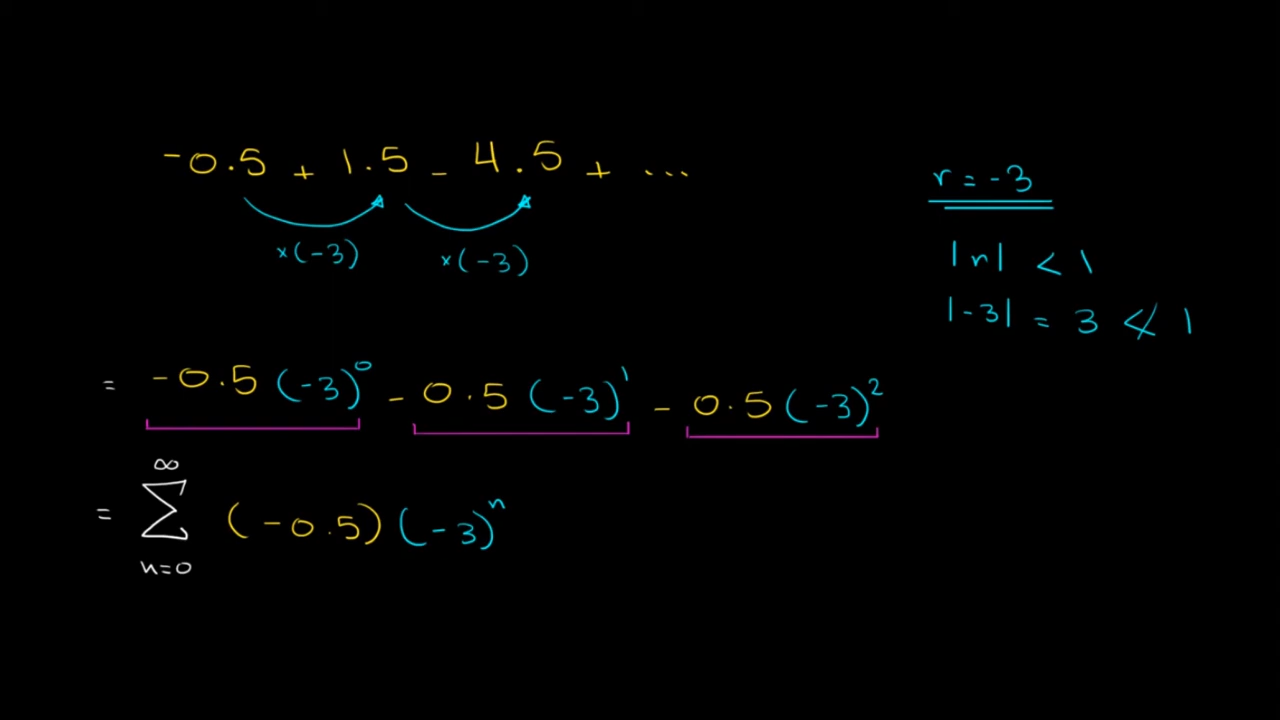 -0.5 + 1.5 - 4.5 + ...
×(-3) ×(-3)
r = -3
|r| < 1
|-3| = 3 ≮ 1
= -0.5 (-3)⁰ - 0.5 (-3)¹ - 0.5 (-3)²
∞
= Σ (-0.5) (-3)ⁿ
n=0